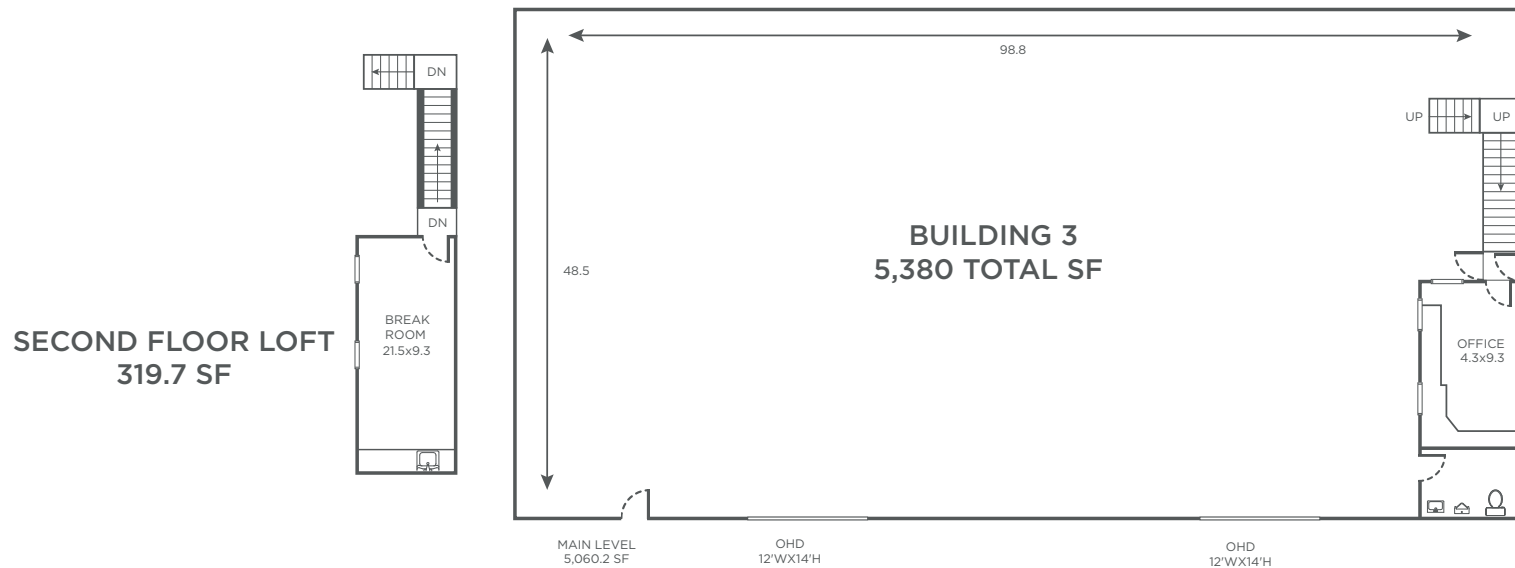 98.8
DN
UP
UP
DN
BUILDING 3
5,380 TOTAL SF
48.5
BREAK
ROOM
21.5x9.3
SECOND FLOOR LOFT
319.7 SF
OFFICE
4.3x9.3
MAIN LEVEL
5,060.2 SF
OHD
12'WX14'H
OHD
12'WX14'H